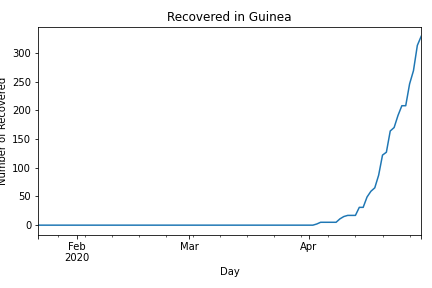 Recovered in Guinea
Number of Recovered
300
250
200
150
100
50
0
Feb
2020
Mar
Apr
Day